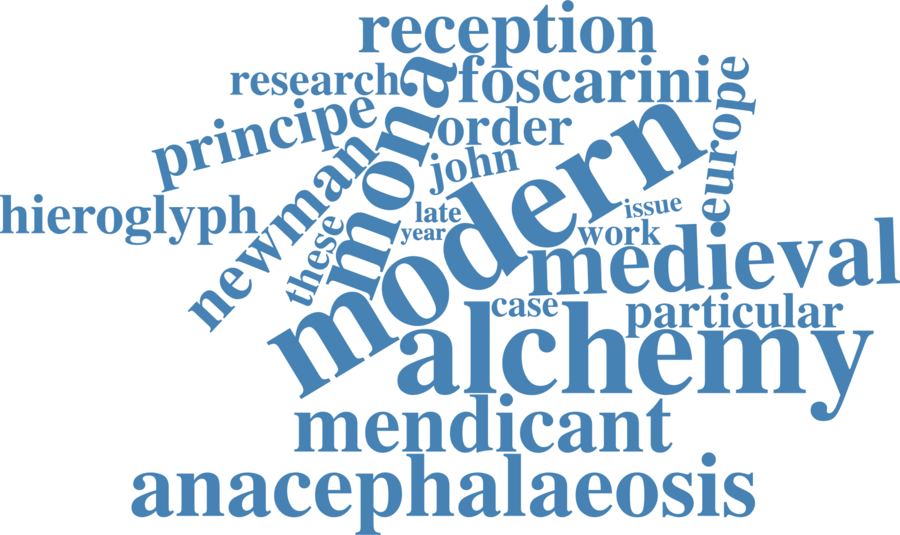 reception
research
foscarini
europe
principe
mona
order
john
modern
newman
hieroglyph
late
issue
year
work
these
medieval
case
particular
alchemy
mendicant
anacephalaeosis